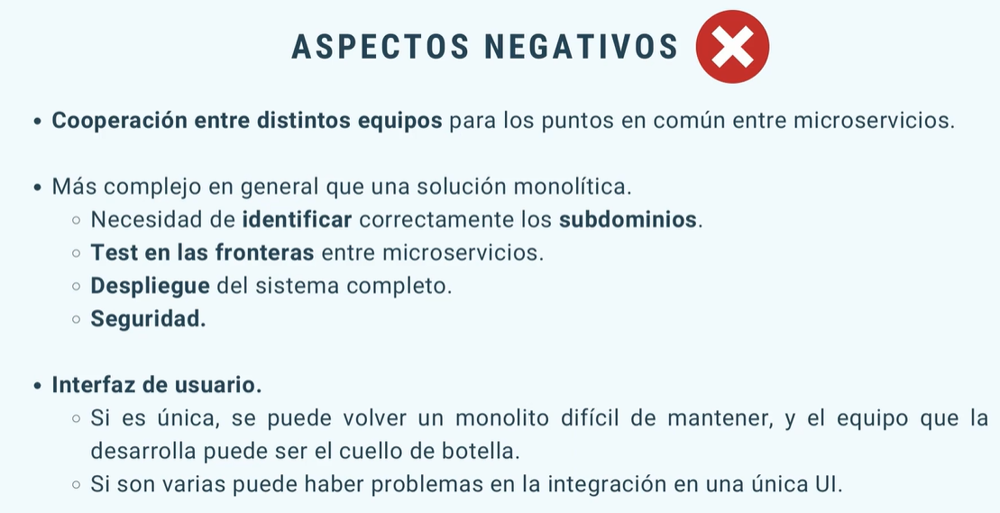 ASPECTOS NEGATIVOS
• Cooperación entre distintos equipos para los puntos en común entre microservicios.
• Más complejo en general que una solución monolítica.
◦ Necesidad de identificar correctamente los subdominios.
◦ Test en las fronteras entre microservicios.
◦ Despliegue del sistema completo.
◦ Seguridad.
• Interfaz de usuario.
◦ Si es única, se puede volver un monolito difícil de mantener, y el equipo que la
desarrolla puede ser el cuello de botella.
◦ Si son varias puede haber problemas en la integración en una única UI.